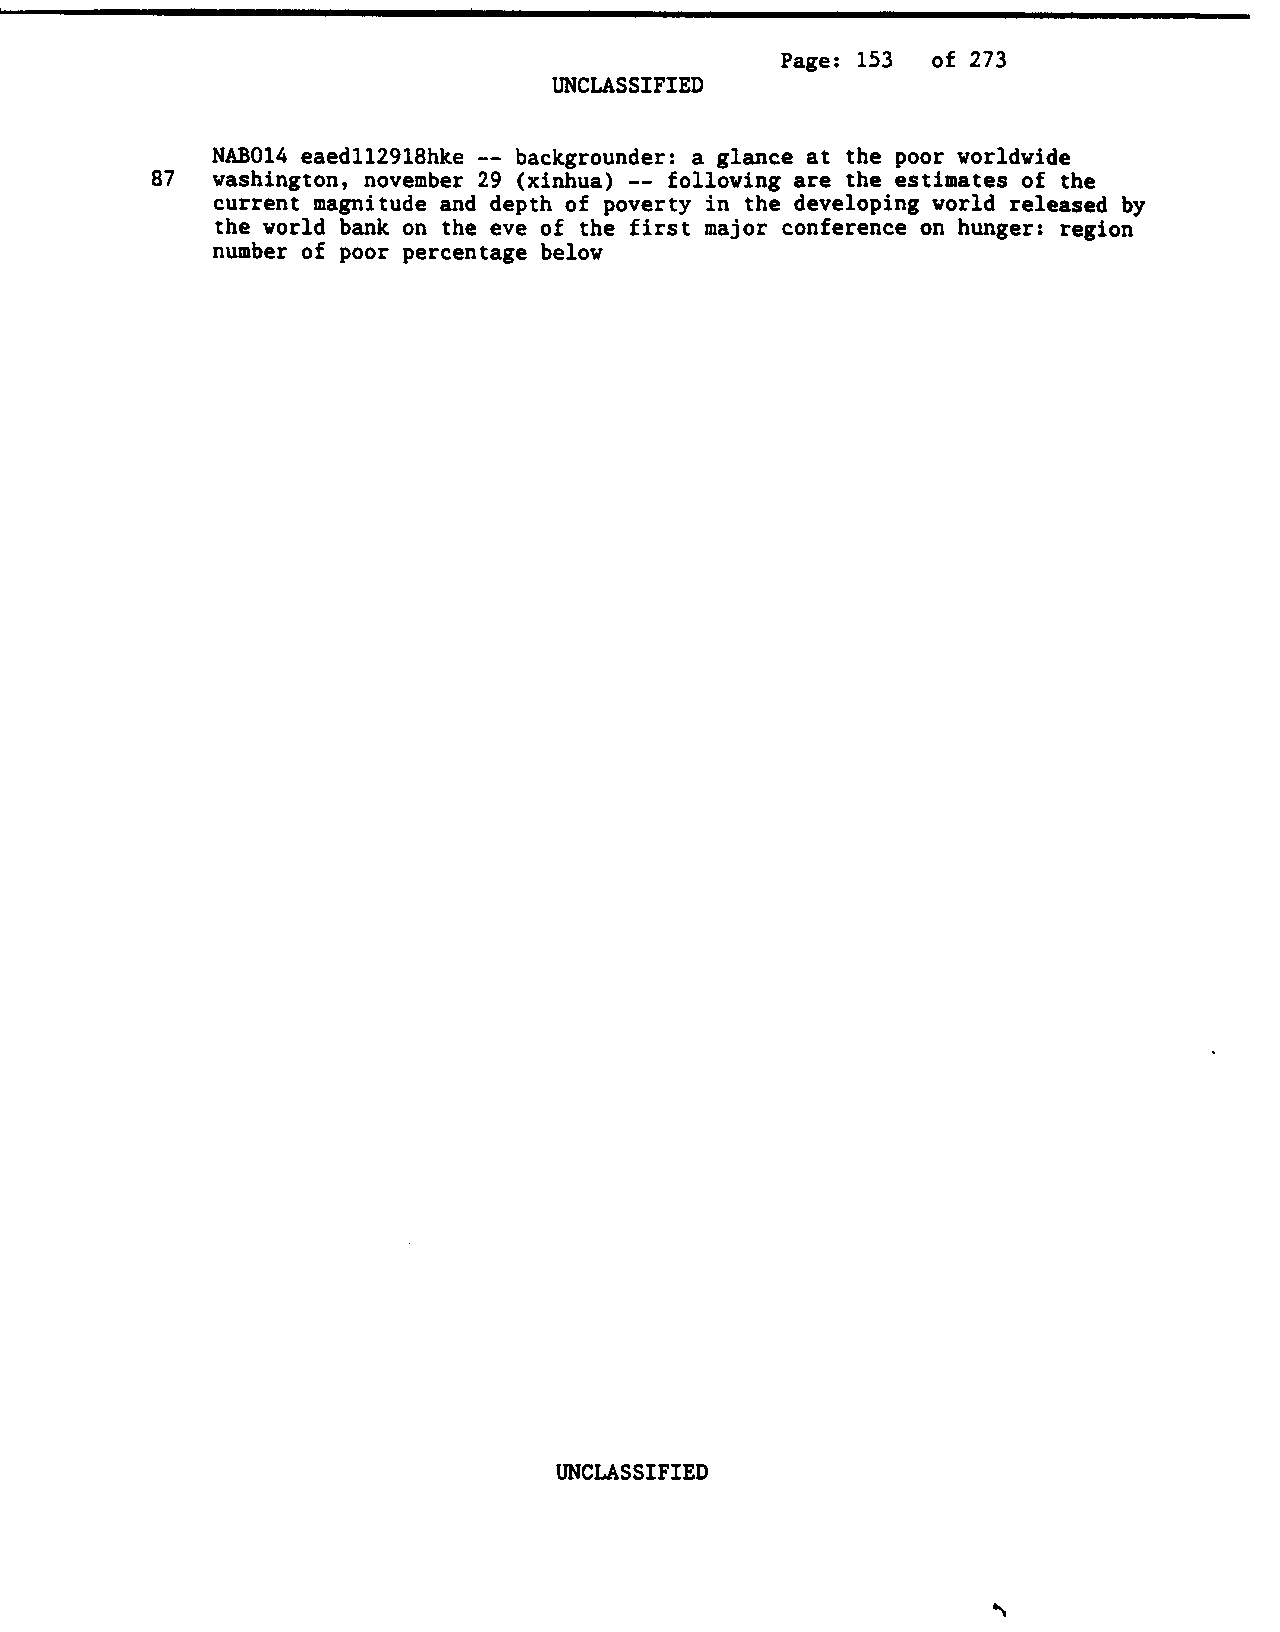 Page: 153 of 273
UNCLASSIFIED
NAB014 eaed112918hke -- backgrounder: a glance at the poor worldwide
87 washington, november 29 (xinhua) -- following are the estimates of the
current magnitude and depth of poverty in the developing world released by
the world bank on the eve of the first major conference on hunger: region
number of poor percentage below
UNCLASSIFIED